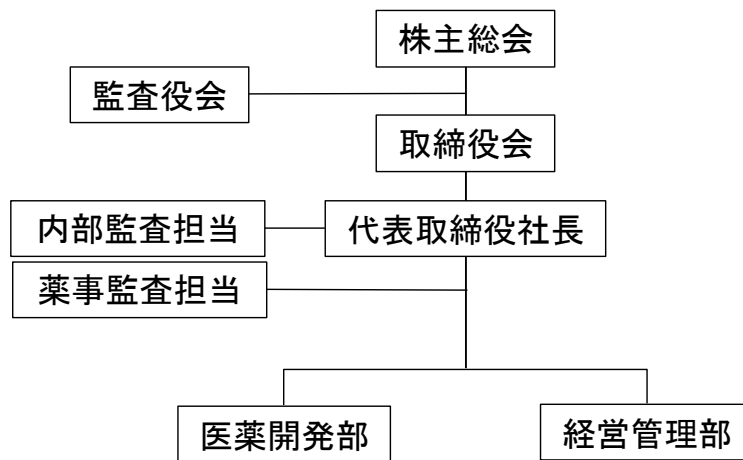 株主総会
監査役会
取締役会
内部監査担当
代表取締役社長
薬事監査担当
医薬開発部
経営管理部